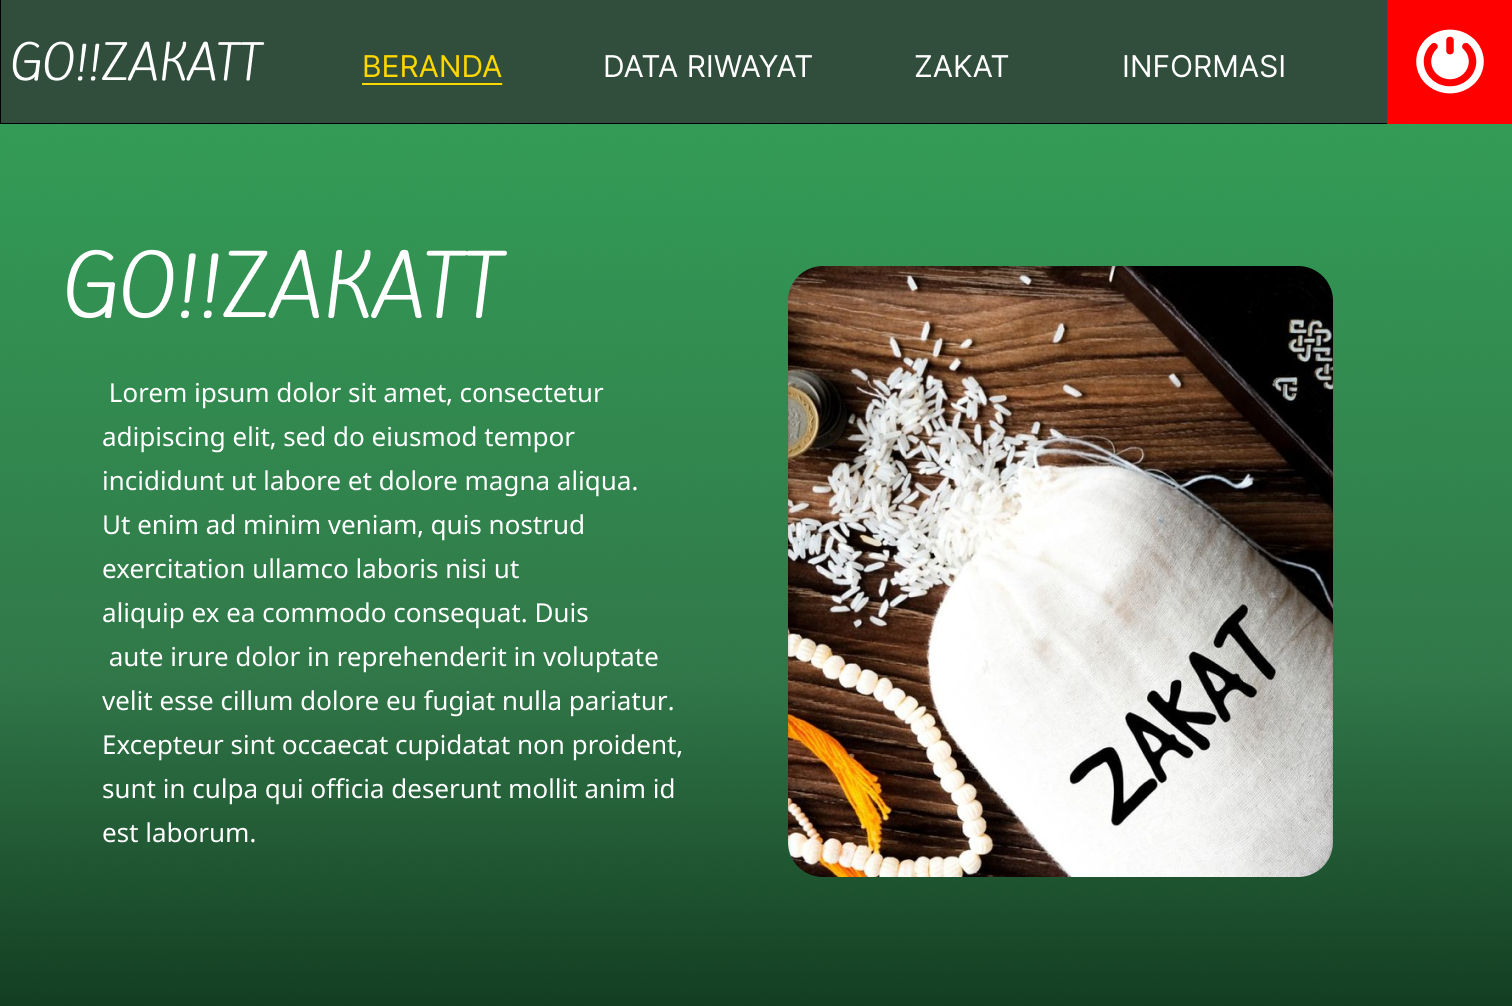 GO!!ZAKATT
BERANDA
DATA RIWAYAT
ZAKAT
INFORMASI
GO!!ZAKATT
Lorem ipsum dolor sit amet, consectetur
adipiscing elit, sed do eiusmod tempor
incididunt ut labore et dolore magna aliqua.
Ut enim ad minim veniam, quis nostrud
exercitation ullamco laboris nisi ut
aliquip ex ea commodo consequat. Duis
aute irure dolor in reprehenderit in voluptate
velit esse cillum dolore eu fugiat nulla pariatur.
Excepteur sint occaecat cupidatat non proident,
sunt in culpa qui officia deserunt mollit anim id
est laborum.
ZAKAT